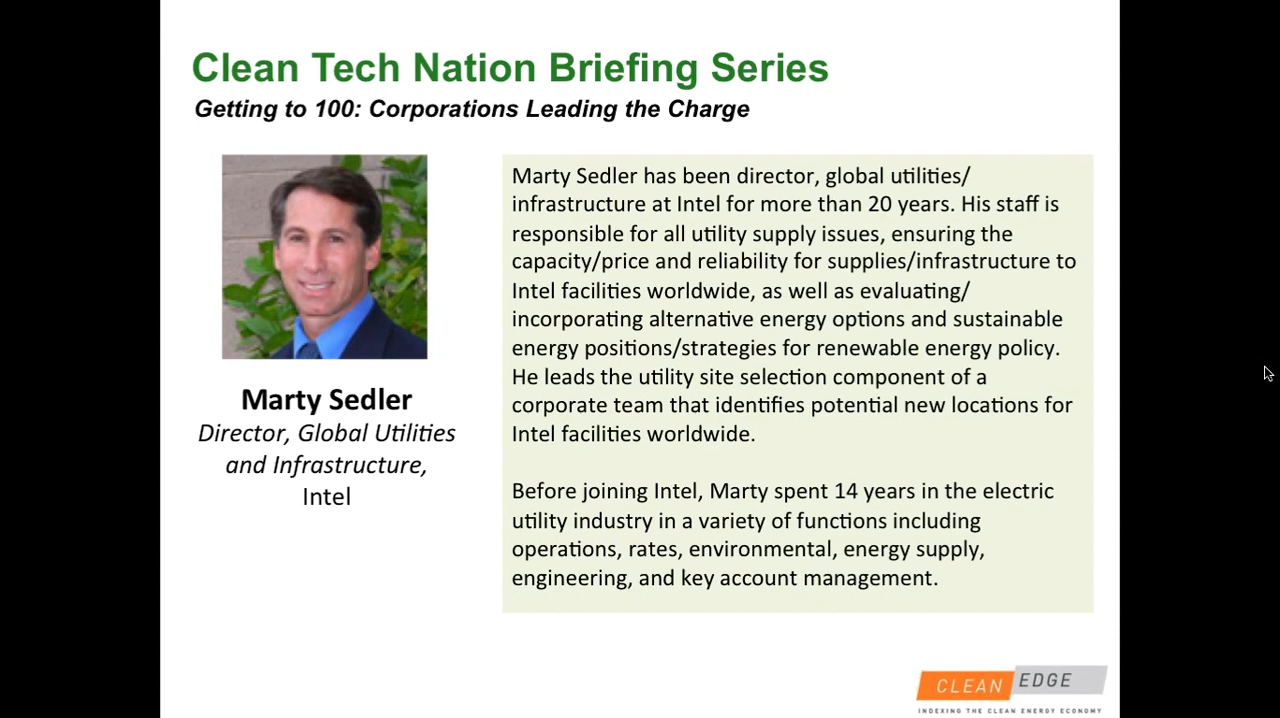 Clean Tech Nation Briefing Series
Getting to 100: Corporations Leading the Charge
Marty Sedler
Director, Global Utilities
and Infrastructure,
Intel
Marty Sedler has been director, global utilities/
infrastructure at Intel for more than 20 years. His staff is
responsible for all utility supply issues, ensuring the
capacity/price and reliability for supplies/infrastructure to
Intel facilities worldwide, as well as evaluating/
incorporating alternative energy options and sustainable
energy positions/strategies for renewable energy policy.
He leads the utility site selection component of a
corporate team that identifies potential new locations for
Intel facilities worldwide.
Before joining Intel, Marty spent 14 years in the electric
utility industry in a variety of functions including
operations, rates, environmental, energy supply,
engineering, and key account management.
CLEAN EDGE
INDEXING THE CLEAN ENERGY ECONOMY